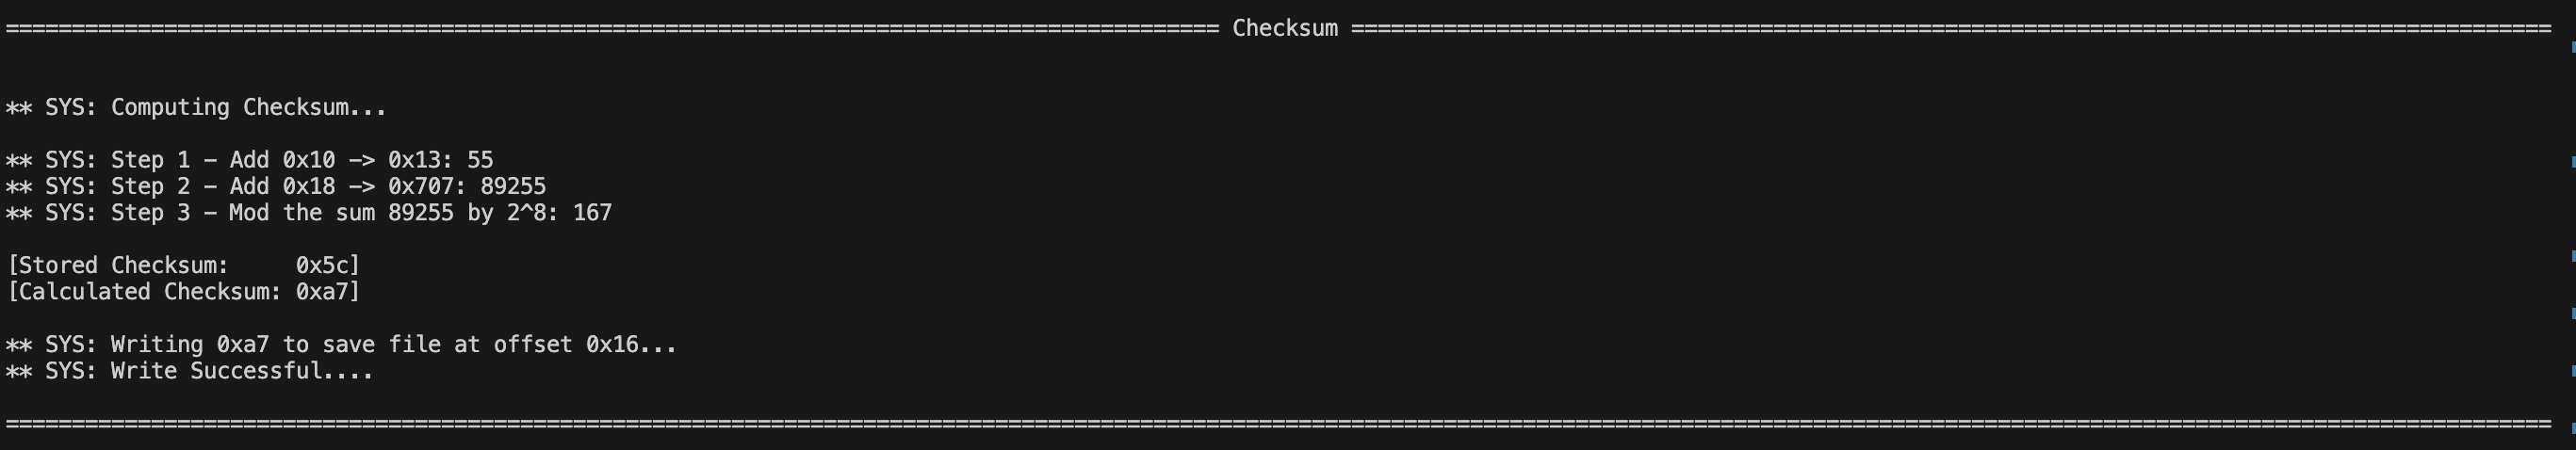 ============================================================================================ Checksum ===========================================================================================
** SYS: Computing Checksum...
** SYS: Step 1 - Add 0x10 -> 0x13: 55
** SYS: Step 2 - Add 0x18 -> 0x707: 89255
** SYS: Step 3 - Mod the sum 89255 by 2^8: 167
[Stored Checksum:     0x5c]
[Calculated Checksum: 0xa7]
** SYS: Writing 0xa7 to save file at offset 0x16...
** SYS: Write Successful....
=================================================================================================================================================================================================